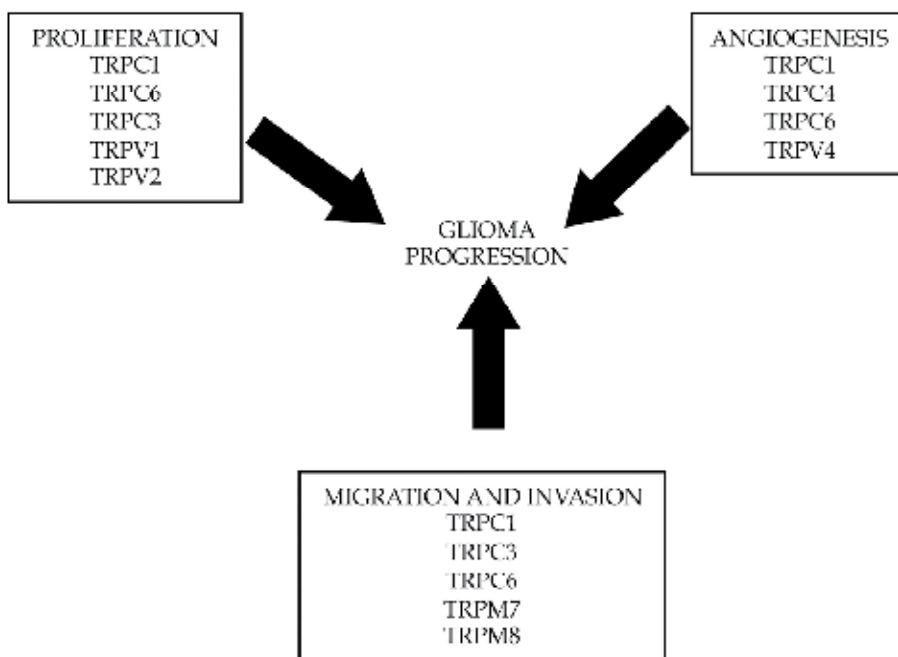 PROLIFERATION
TRPC1
TRPC6
TRPC3
TRPV1
TRPV2
ANGIOGENESIS
TRPC1
TRPC4
TRPC6
TRPV4
GLIOMA
PROGRESSION
MIGRATION AND INVASION
TRPC1
TRPC3
TRPC6
TRPM7
TRPM8